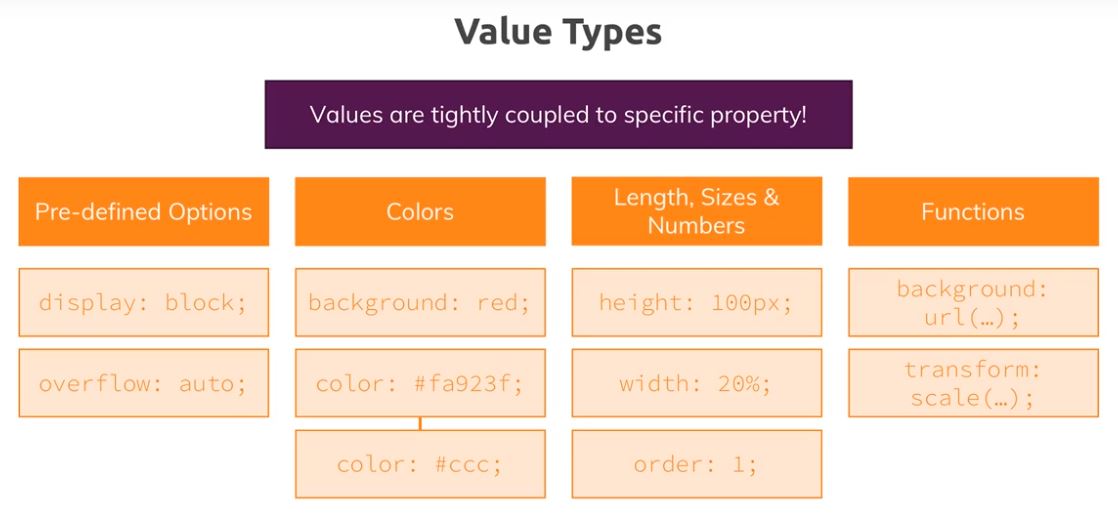 Value Types
Values are tightly coupled to specific property!
Pre-defined Options
display: block;
overflow: auto;
Colors
background: red;
color: #fa923f;
color: #ccc;
Length, Sizes &
Numbers
height: 100px;
width: 20%;
order: 1;
Functions
background:
url(…);
transform:
scale(…);